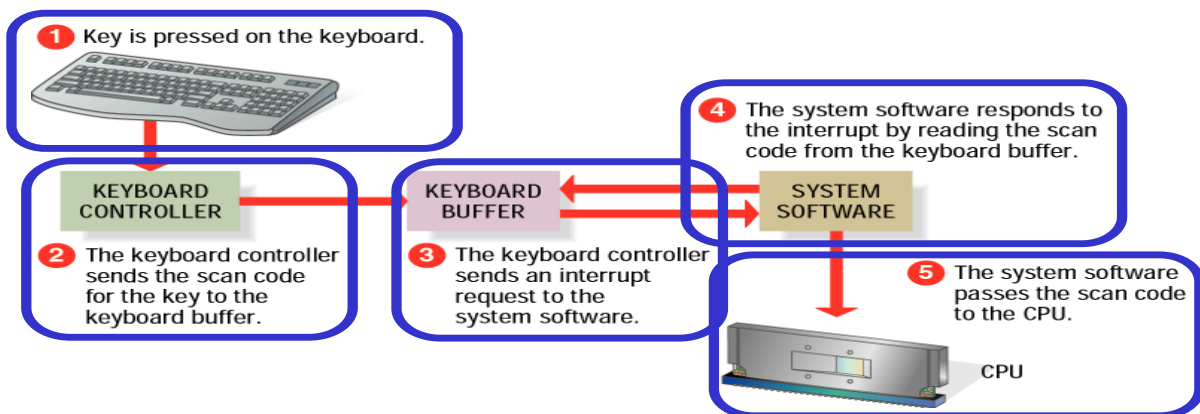 1 Key is pressed on the keyboard.
KEYBOARD
CONTROLLER
2 The keyboard controller
sends the scan code
for the key to the
keyboard buffer.
KEYBOARD
BUFFER
3 The keyboard controller
sends an interrupt
request to the
system software.
4 The system software responds to
the interrupt by reading the scan
code from the keyboard buffer.
SYSTEM
SOFTWARE
5 The system software
passes the scan code
to the CPU.
CPU